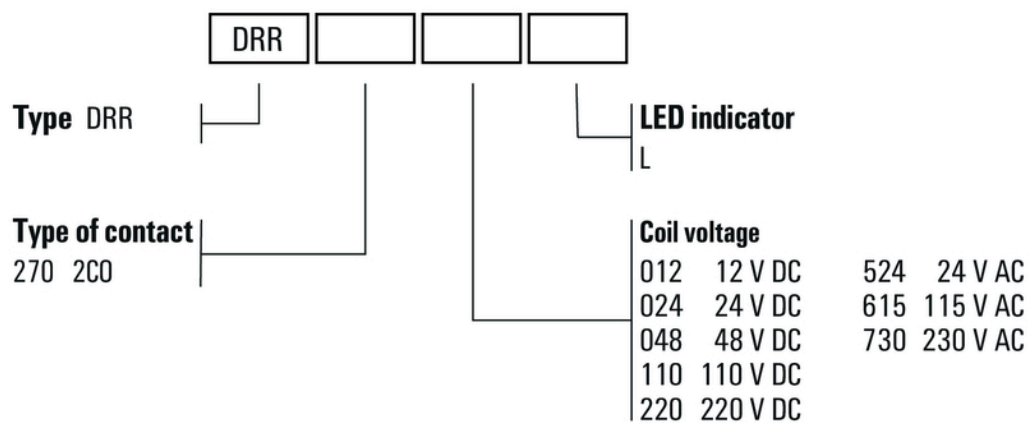 DRR
Type DRR
LED indicator
L
Type of contact
270 2CO
Coil voltage
012 12 V DC 524 24 V AC
024 24 V DC 615 115 V AC
048 48 V DC 730 230 V AC
110 110 V DC
220 220 V DC